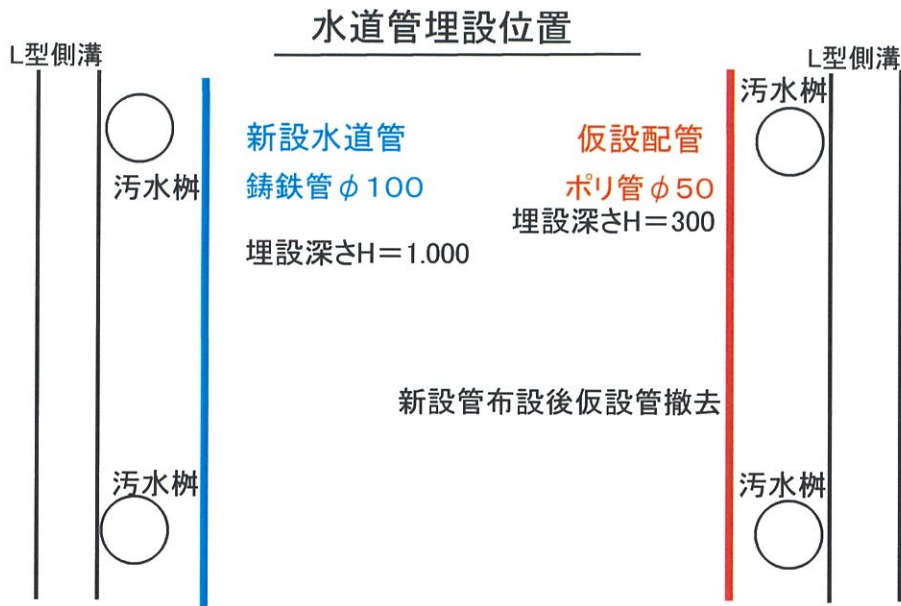 水道管埋設位置
L型側溝
L型側溝
汚水桝
新設水道管
仮設配管
鋳鉄管φ100
ポリ管φ50
汚水桝
埋設深さH=300
埋設深さH=1.000
新設管布設後仮設管撤去
汚水桝
汚水桝